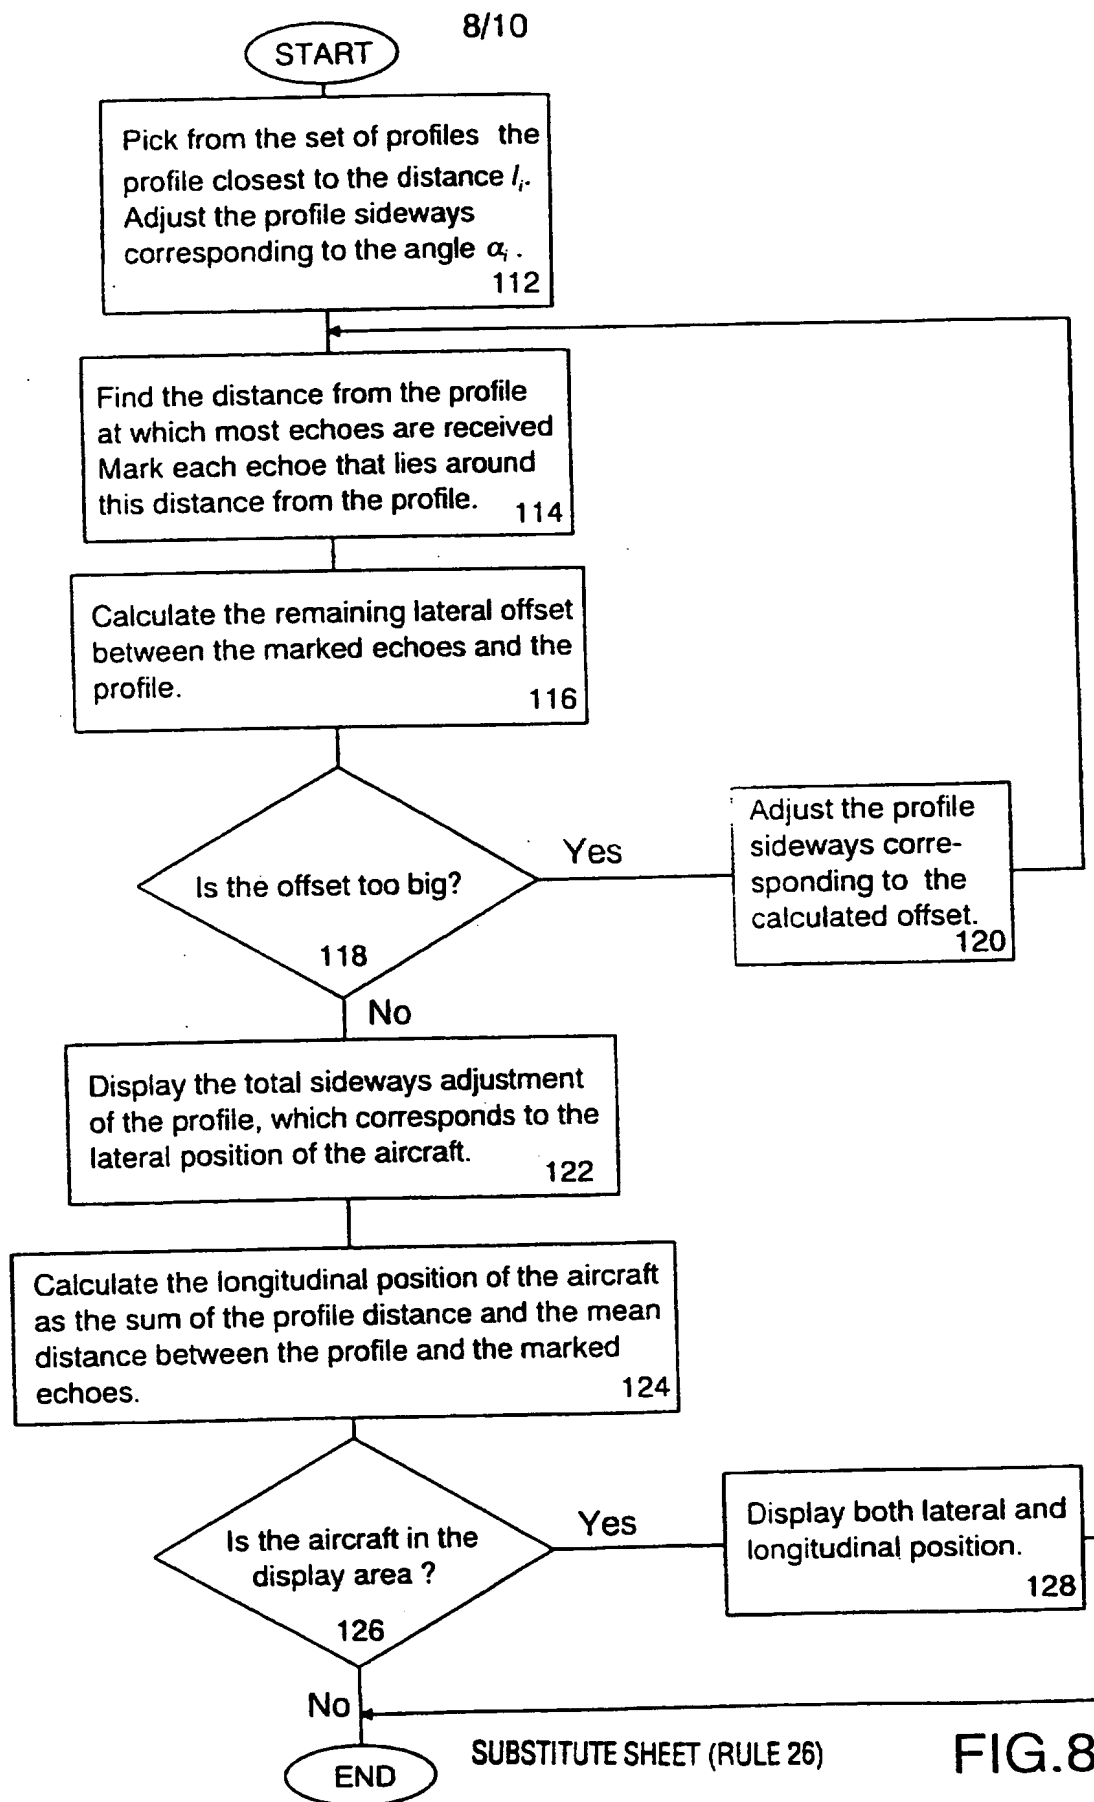 8/10
START
Pick from the set of profiles the
profile closest to the distance lᵢ.
Adjust the profile sideways
corresponding to the angle αᵢ.
112
Find the distance from the profile
at which most echoes are received
Mark each echoe that lies around
this distance from the profile.
114
Calculate the remaining lateral offset
between the marked echoes and the
profile.
116
Is the offset too big?
118
Yes
Adjust the profile
sideways corre-
sponding to the
calculated offset.
120
No
Display the total sideways adjustment
of the profile, which corresponds to the
lateral position of the aircraft.
122
Calculate the longitudinal position of the aircraft
as the sum of the profile distance and the mean
distance between the profile and the marked
echoes.
124
Is the aircraft in the
display area ?
126
Yes
Display both lateral and
longitudinal position.
128
No
END
SUBSTITUTE SHEET (RULE 26)
FIG.8